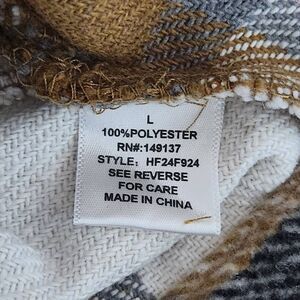 L
100%POLYESTER
RN#:149137
STYLE: HF24F924
SEE REVERSE
FOR CARE
MADE IN CHINA